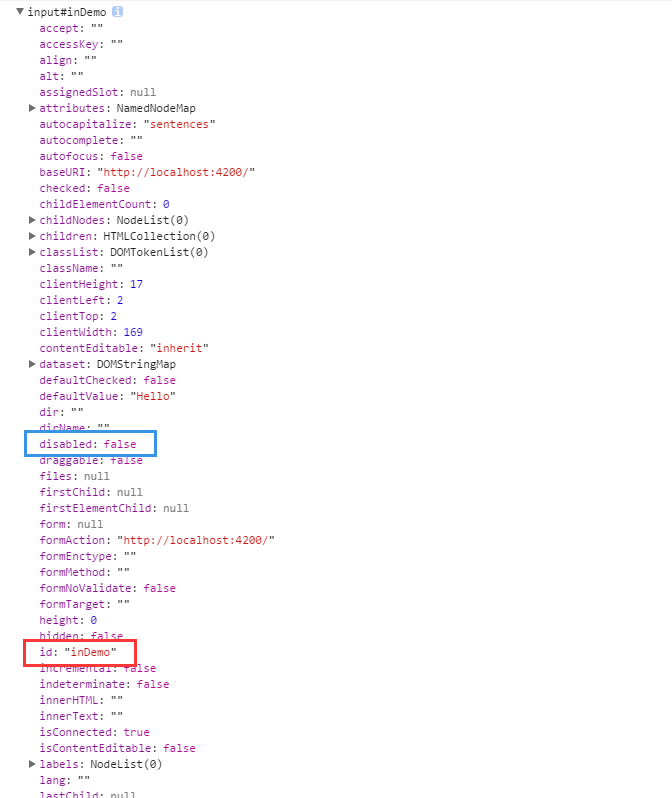 input#inDemo i
accept: ""
accessKey: ""
align: ""
alt: ""
assignedSlot: null
attributes: NamedNodeMap
autocapitalize: "sentences"
autocomplete: ""
autofocus: false
baseURI: "http://localhost:4200/"
checked: false
childElementCount: 0
childNodes: NodeList(0)
children: HTMLCollection(0)
classList: DOMTokenList(0)
className: ""
clientHeight: 17
clientLeft: 2
clientTop: 2
clientWidth: 169
contentEditable: "inherit"
dataset: DOMStringMap
defaultChecked: false
defaultValue: "Hello"
dir: ""
dirName: ""
disabled: false
draggable: false
files: null
firstChild: null
firstElementChild: null
form: null
formAction: "http://localhost:4200/"
formEnctype: ""
formMethod: ""
formNoValidate: false
formTarget: ""
height: 0
hidden: false
id: "inDemo"
incremental: false
indeterminate: false
innerHTML: ""
innerText: ""
isConnected: true
isContentEditable: false
labels: NodeList(0)
lang: ""
lastChild: null